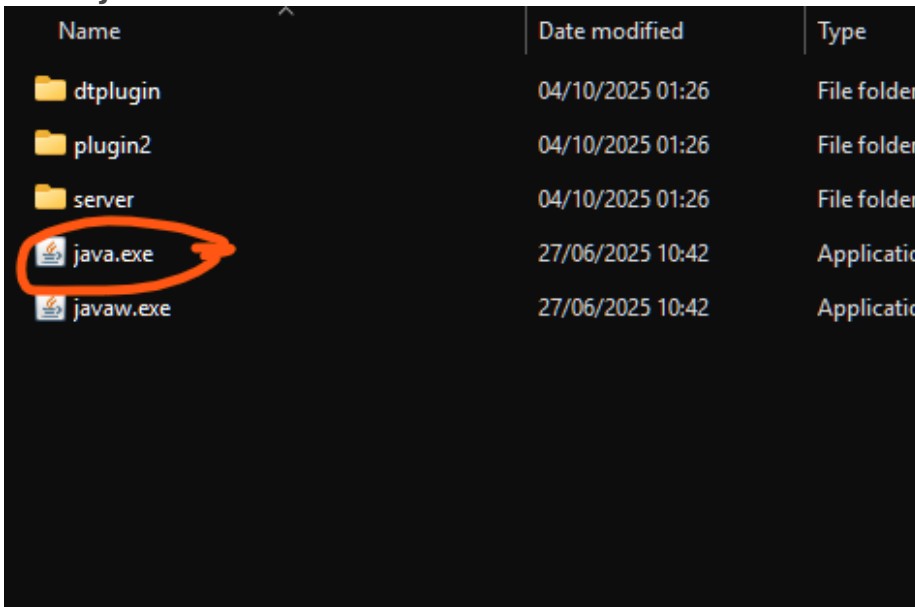 Name Date modified Type
dtplugin 04/10/2025 01:26 File folder
plugin2 04/10/2025 01:26 File folder
server 04/10/2025 01:26 File folder
java.exe 27/06/2025 10:42 Applicatio
javaw.exe 27/06/2025 10:42 Applicatio